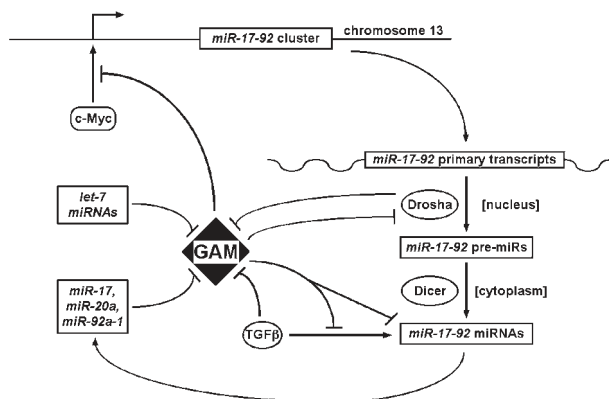 chromosome 13
miR-17-92 cluster
c-Myc
miR-17-92 primary transcripts
let-7
miRNAs
Drosha
[nucleus]
GAM
miR-17-92 pre-miRs
miR-17,
miR-20a,
miR-92a-1
Dicer
[cytoplasm]
TGFβ
miR-17-92 miRNAs